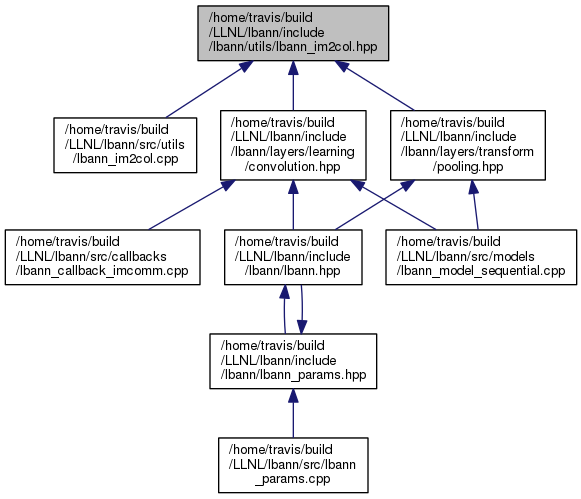 /home/travis/build
/LLNL/lbann/include
/lbann/utils/lbann_im2col.hpp
/home/travis/build
/LLNL/lbann/src/utils
/lbann_im2col.cpp
/home/travis/build
/LLNL/lbann/include
/lbann/layers/learning
/convolution.hpp
/home/travis/build
/LLNL/lbann/include
/lbann/layers/transform
/pooling.hpp
/home/travis/build
/LLNL/lbann/src/callbacks
/lbann_callback_imcomm.cpp
/home/travis/build
/LLNL/lbann/include
/lbann/lbann.hpp
/home/travis/build
/LLNL/lbann/src/models
/lbann_model_sequential.cpp
/home/travis/build
/LLNL/lbann/include
/lbann/lbann_params.hpp
/home/travis/build
/LLNL/lbann/src/lbann
_params.cpp